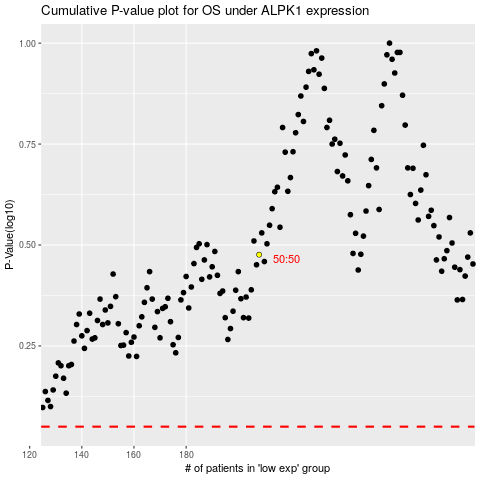 Cumulative P-value plot for OS under ALPK1 expression
P-Value(log10)
1.00
0.75
0.50
0.25
50:50
120 140 160 180
# of patients in 'low exp' group